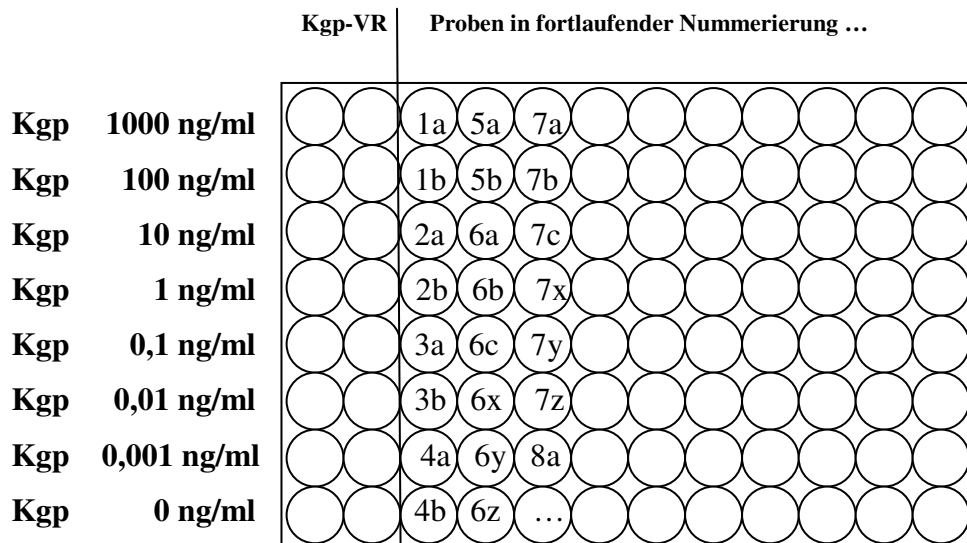 Kgp-VR Proben in fortlaufender Nummerierung …
Kgp 1000 ng/ml 1a 5a 7a
Kgp 100 ng/ml 1b 5b 7b
Kgp 10 ng/ml 2a 6a 7c
Kgp 1 ng/ml 2b 6b 7x
Kgp 0,1 ng/ml 3a 6c 7y
Kgp 0,01 ng/ml 3b 6x 7z
Kgp 0,001 ng/ml 4a 6y 8a
Kgp 0 ng/ml 4b 6z …